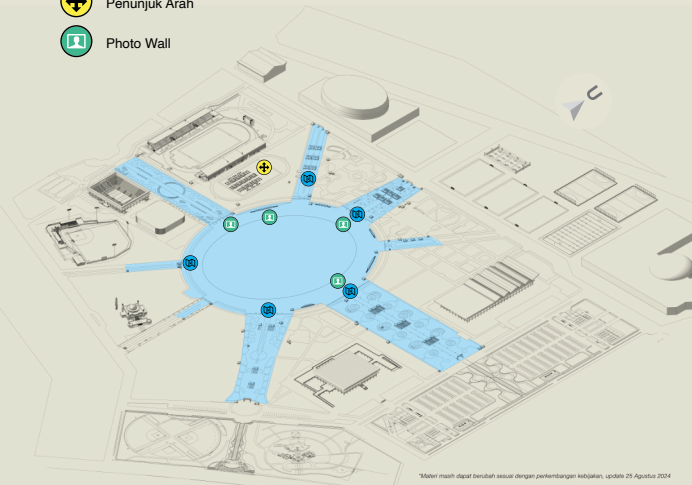 Penunjuk Arah
Photo Wall
U
*Materi masih dapat berubah sesuai dengan perkembangan kebijakan, update 25 Agustus 2024